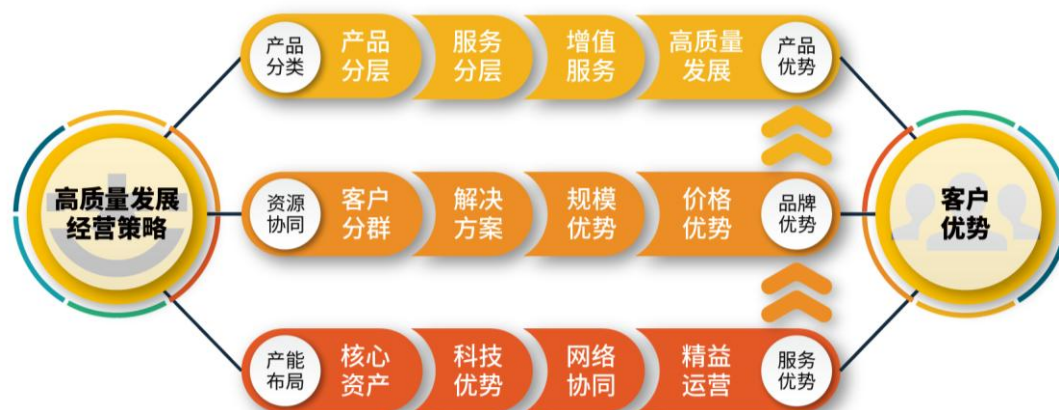 产品
分类
产品
分层
服务
分层
增值
服务
高质量
发展
产品
优势
高质量发展
经营策略
资源
协同
客户
分群
解决
方案
规模
优势
价格
优势
品牌
优势
客户
优势
产能
布局
核心
资产
科技
优势
网络
协同
精益
运营
服务
优势